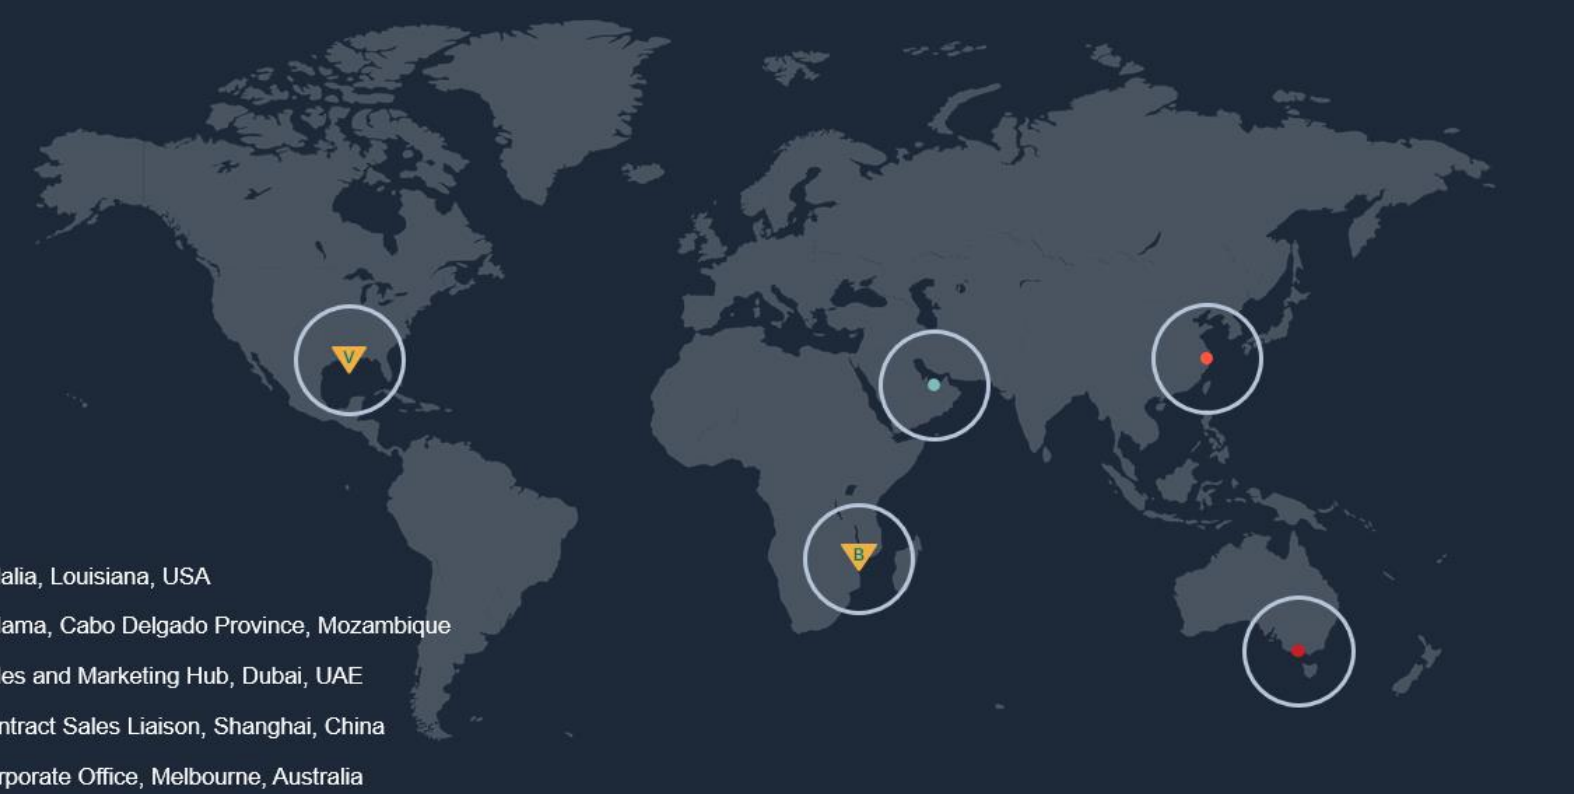 V
B
alia, Louisiana, USA
lama, Cabo Delgado Province, Mozambique
les and Marketing Hub, Dubai, UAE
ntract Sales Liaison, Shanghai, China
rporate Office, Melbourne, Australia